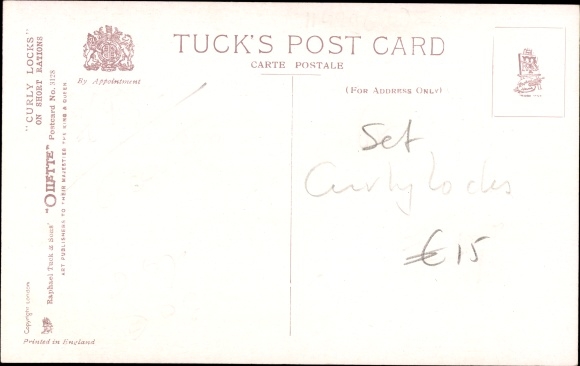 "CURLY LOCKS"
ON SHORT RATIONS
Raphael Tuck & Sons' "OILETTE" Postcard No. 3128
ART PUBLISHERS TO THEIR MAJESTIES THE KING & QUEEN
Copyright LONDON
Printed in England
By Appointment
TUCK'S POST CARD
CARTE POSTALE
(FOR ADDRESS ONLY)
Set
Curly Locks
€15